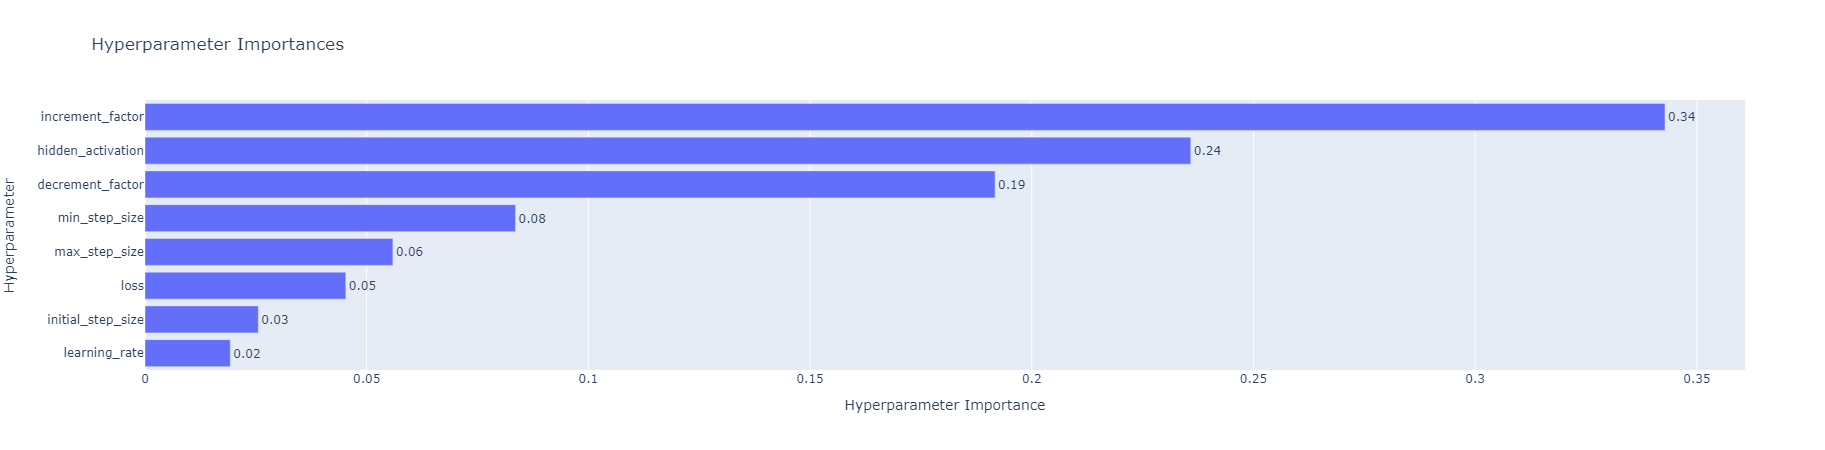 Hyperparameter Importances
Hyperparameter
increment_factor 0.34
hidden_activation 0.24
decrement_factor 0.19
min_step_size 0.08
max_step_size 0.06
loss 0.05
initial_step_size 0.03
learning_rate 0.02
0 0.05 0.1 0.15 0.2 0.25 0.3 0.35
Hyperparameter Importance